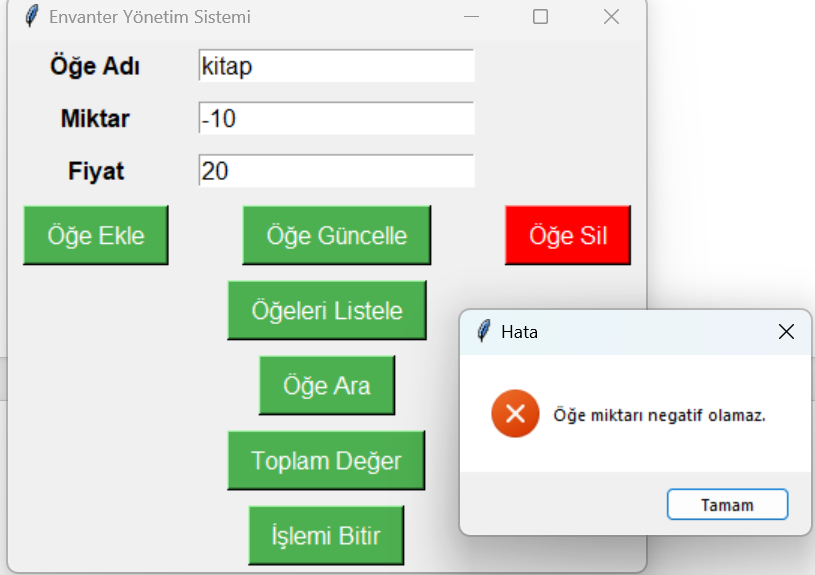 Envanter Yönetim Sistemi
Öğe Adı
kitap
Miktar
-10
Fiyat
20
Öğe Ekle
Öğe Güncelle
Öğe Sil
Öğeleri Listele
Öğe Ara
Toplam Değer
İşlemi Bitir
Hata
Öğe miktarı negatif olamaz.
Tamam